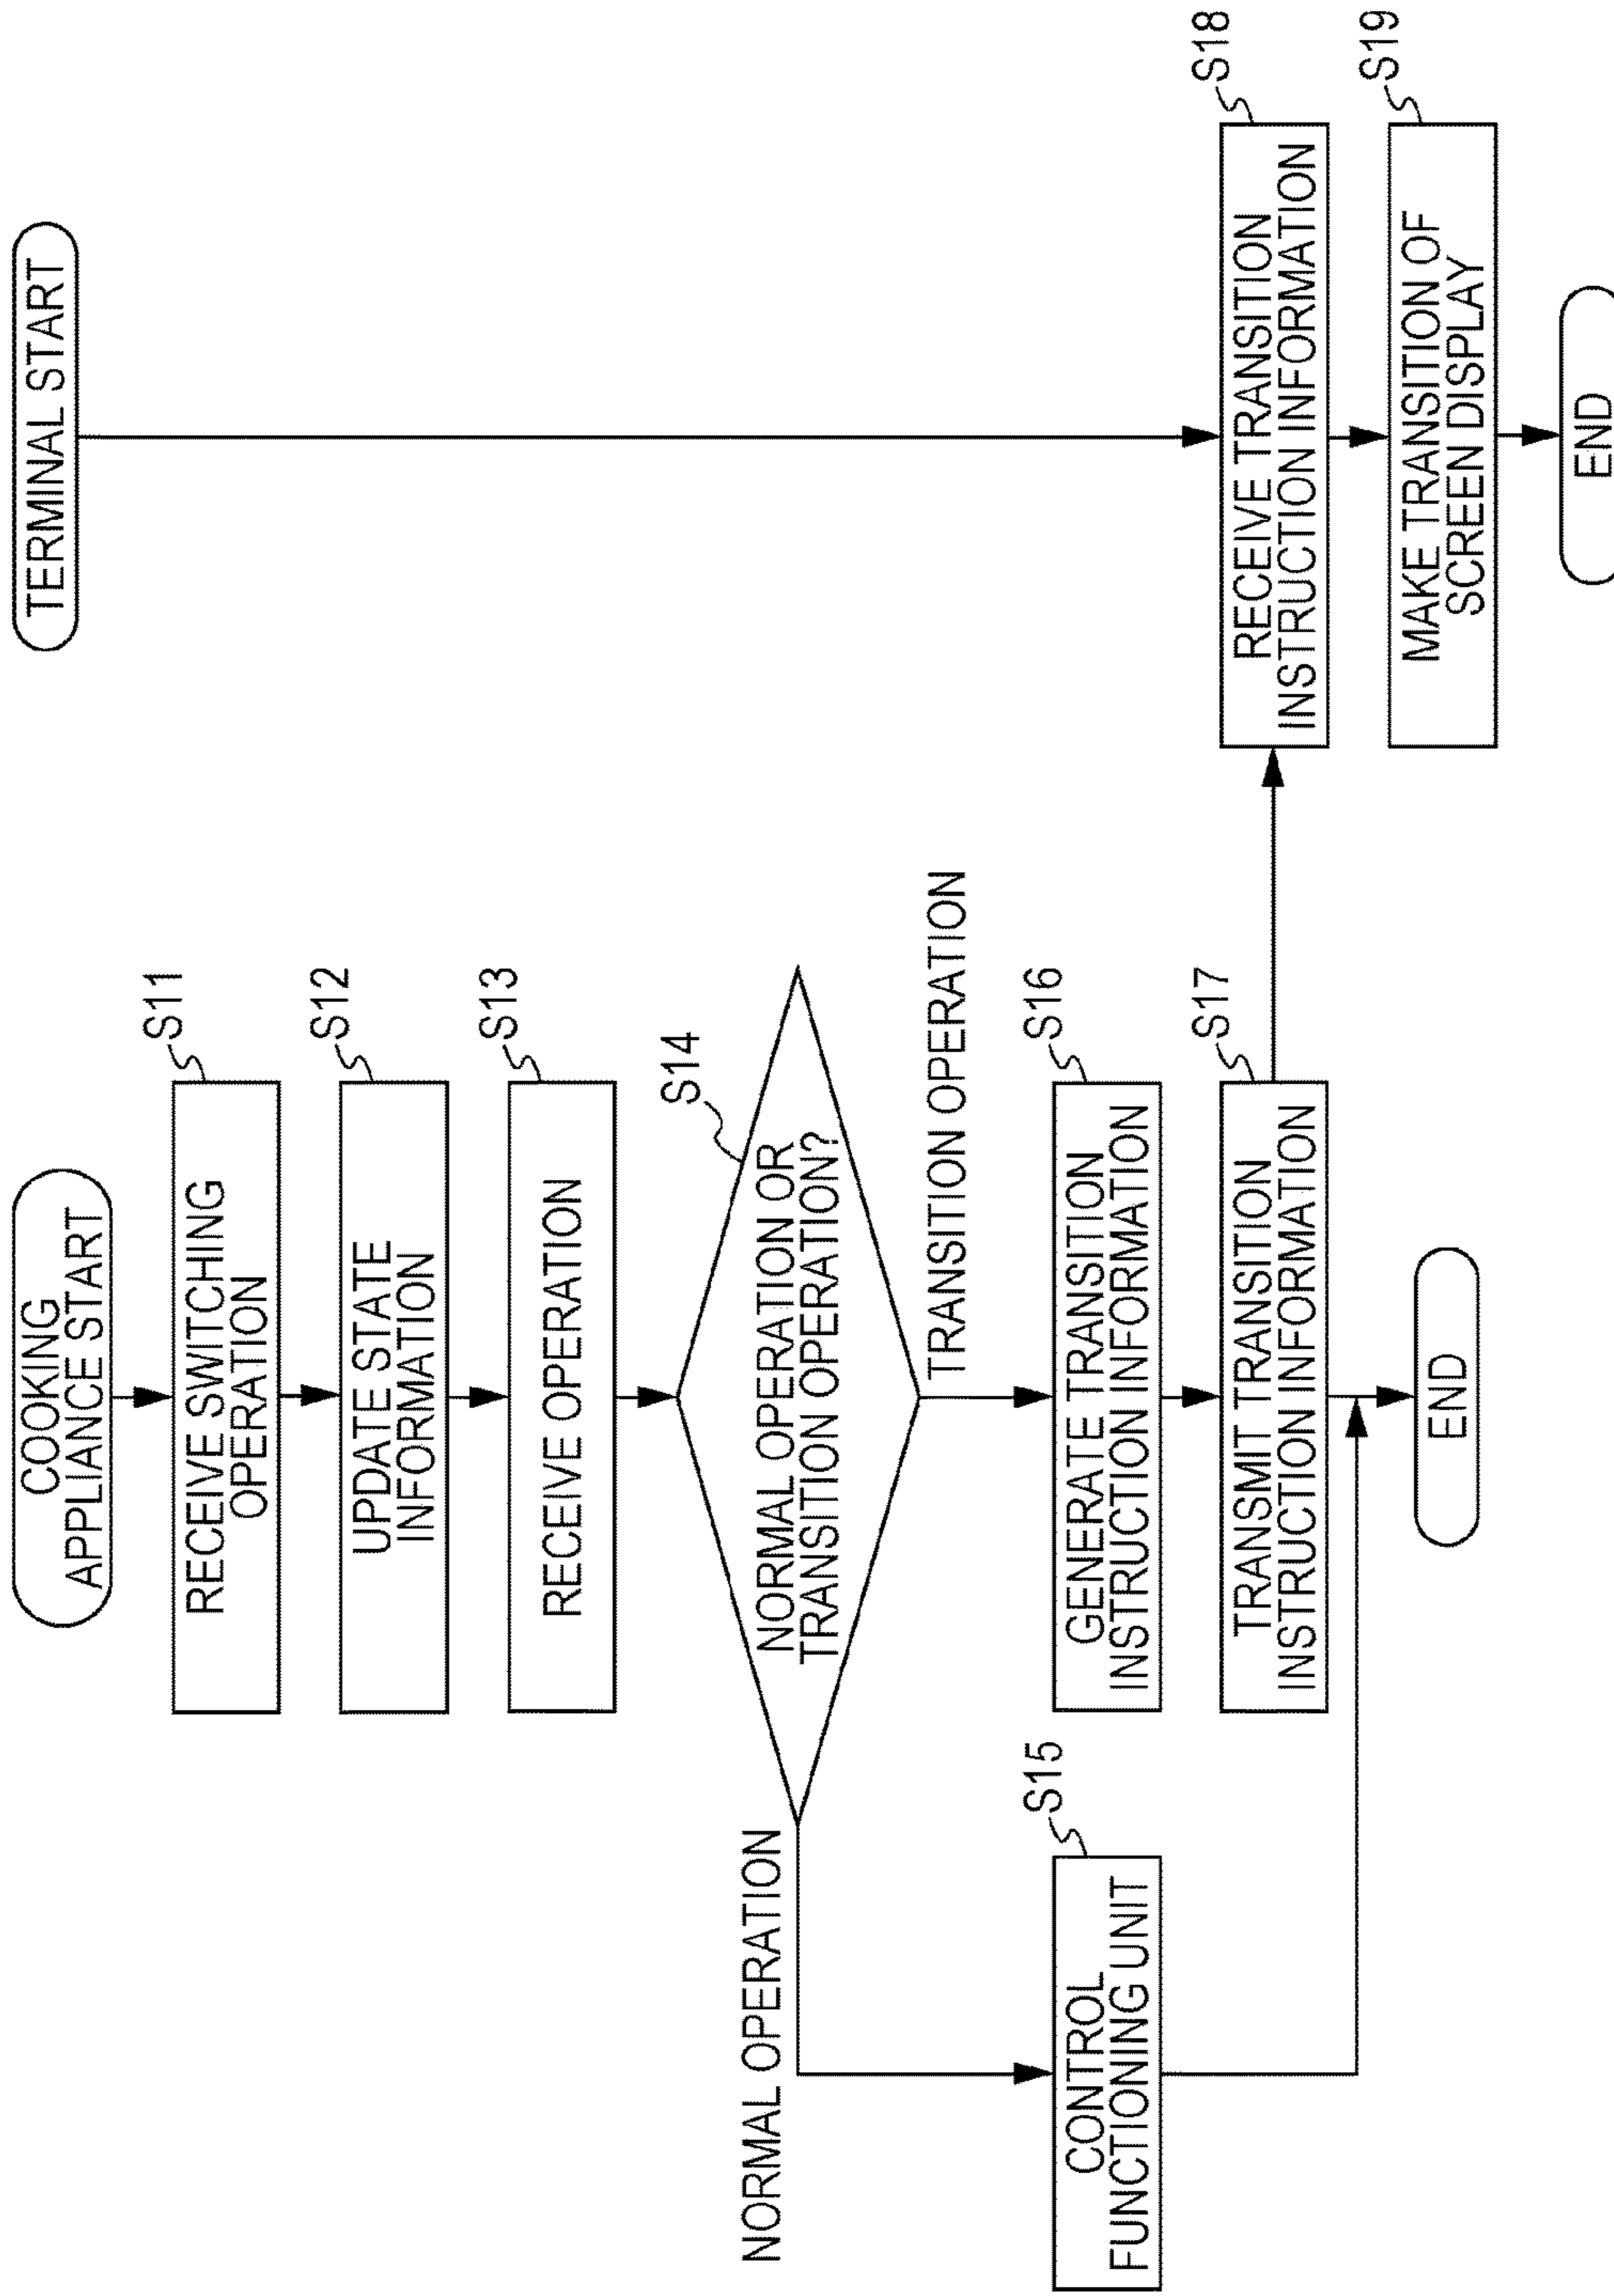 COOKING
APPLIANCE START
S11
RECEIVE SWITCHING
OPERATION
S12
UPDATE STATE
INFORMATION
S13
RECEIVE OPERATION
S14
NORMAL OPERATION OR
TRANSITION OPERATION?
NORMAL OPERATION
TRANSITION OPERATION
S15
CONTROL
FUNCTIONING UNIT
S16
GENERATE TRANSITION
INSTRUCTION INFORMATION
S17
TRANSMIT TRANSITION
INSTRUCTION INFORMATION
END
TERMINAL START
S18
RECEIVE TRANSITION
INSTRUCTION INFORMATION
S19
MAKE TRANSITION OF
SCREEN DISPLAY
END